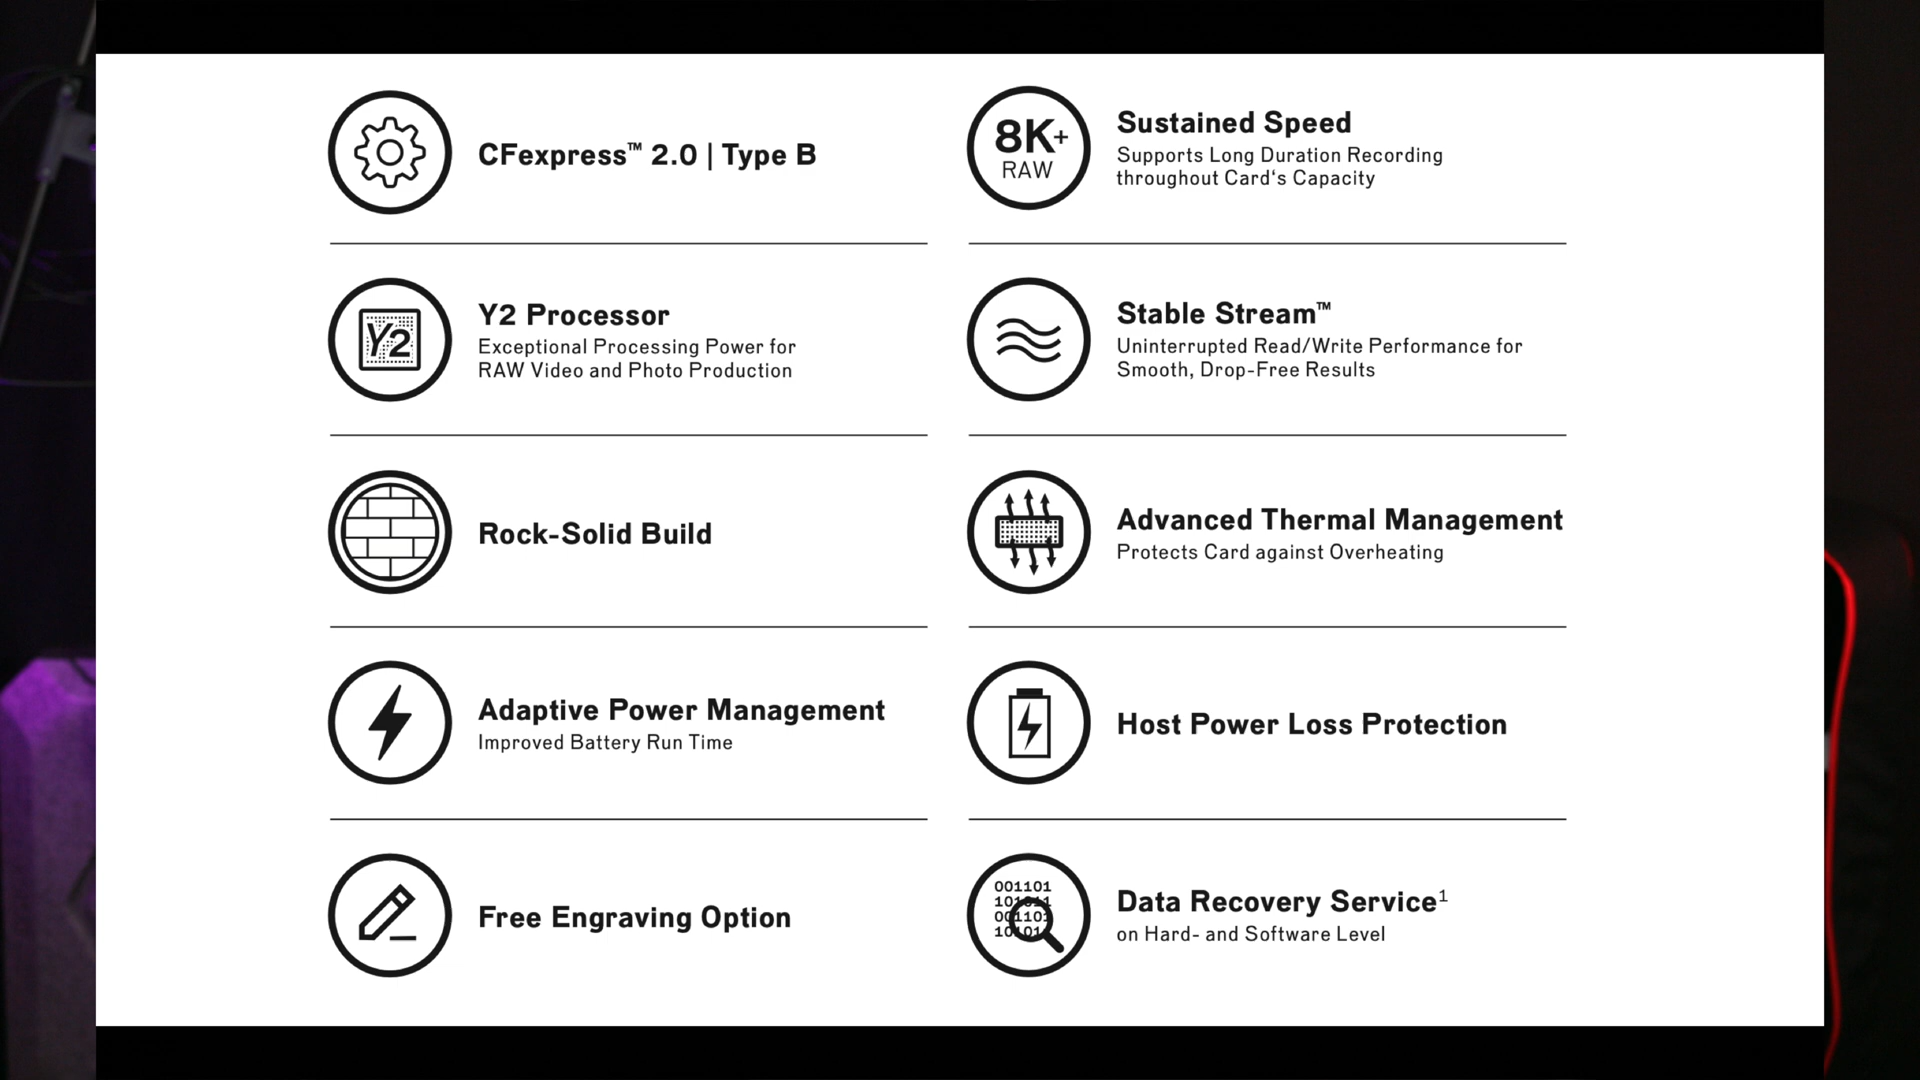 CFexpress™ 2.0 | Type B
8K+
RAW
Sustained Speed
Supports Long Duration Recording
throughout Card‘s Capacity
Y2
Y2 Processor
Exceptional Processing Power for
RAW Video and Photo Production
Stable Stream™
Uninterrupted Read/Write Performance for
Smooth, Drop-Free Results
Rock-Solid Build
Advanced Thermal Management
Protects Card against Overheating
Adaptive Power Management
Improved Battery Run Time
Host Power Loss Protection
Free Engraving Option
001101
Data Recovery Service¹
on Hard- and Software Level